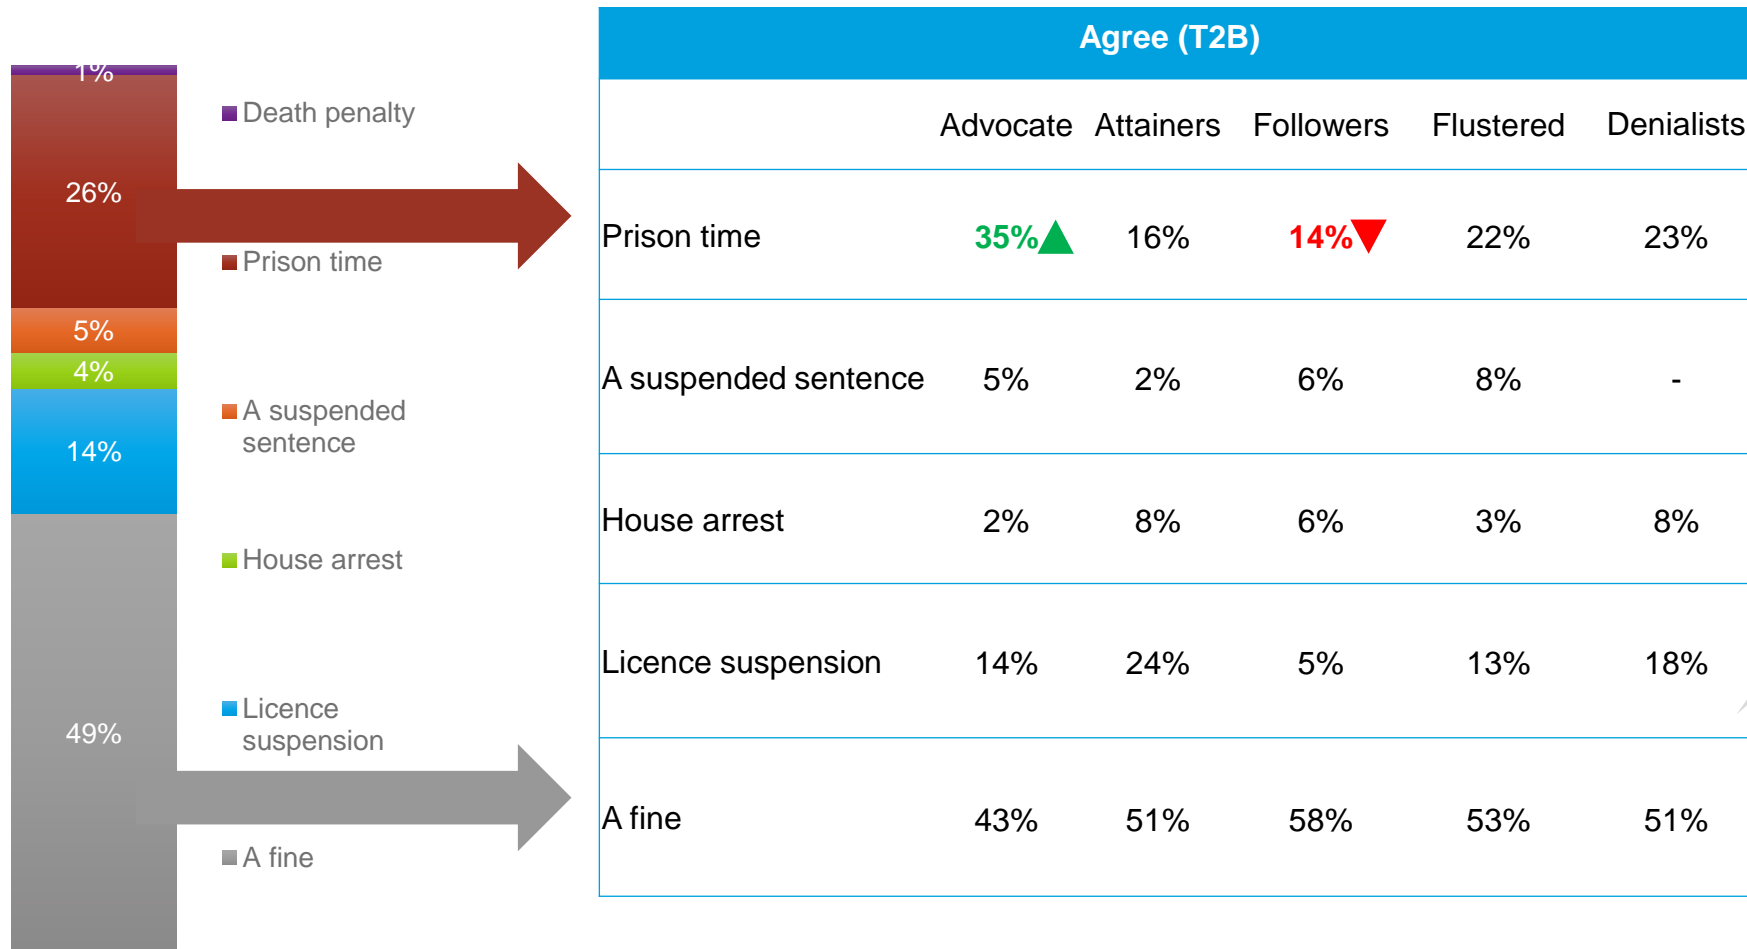 1%
26%
5%
4%
14%
49%
Death penalty
Prison time
A suspended
sentence
House arrest
Licence
suspension
A fine
Agree (T2B)
Advocate Attainers Followers Flustered Denialists
Prison time 35% 16% 14% 22% 23%
A suspended sentence 5% 2% 6% 8% -
House arrest 2% 8% 6% 3% 8%
Licence suspension 14% 24% 5% 13% 18%
A fine 43% 51% 58% 53% 51%